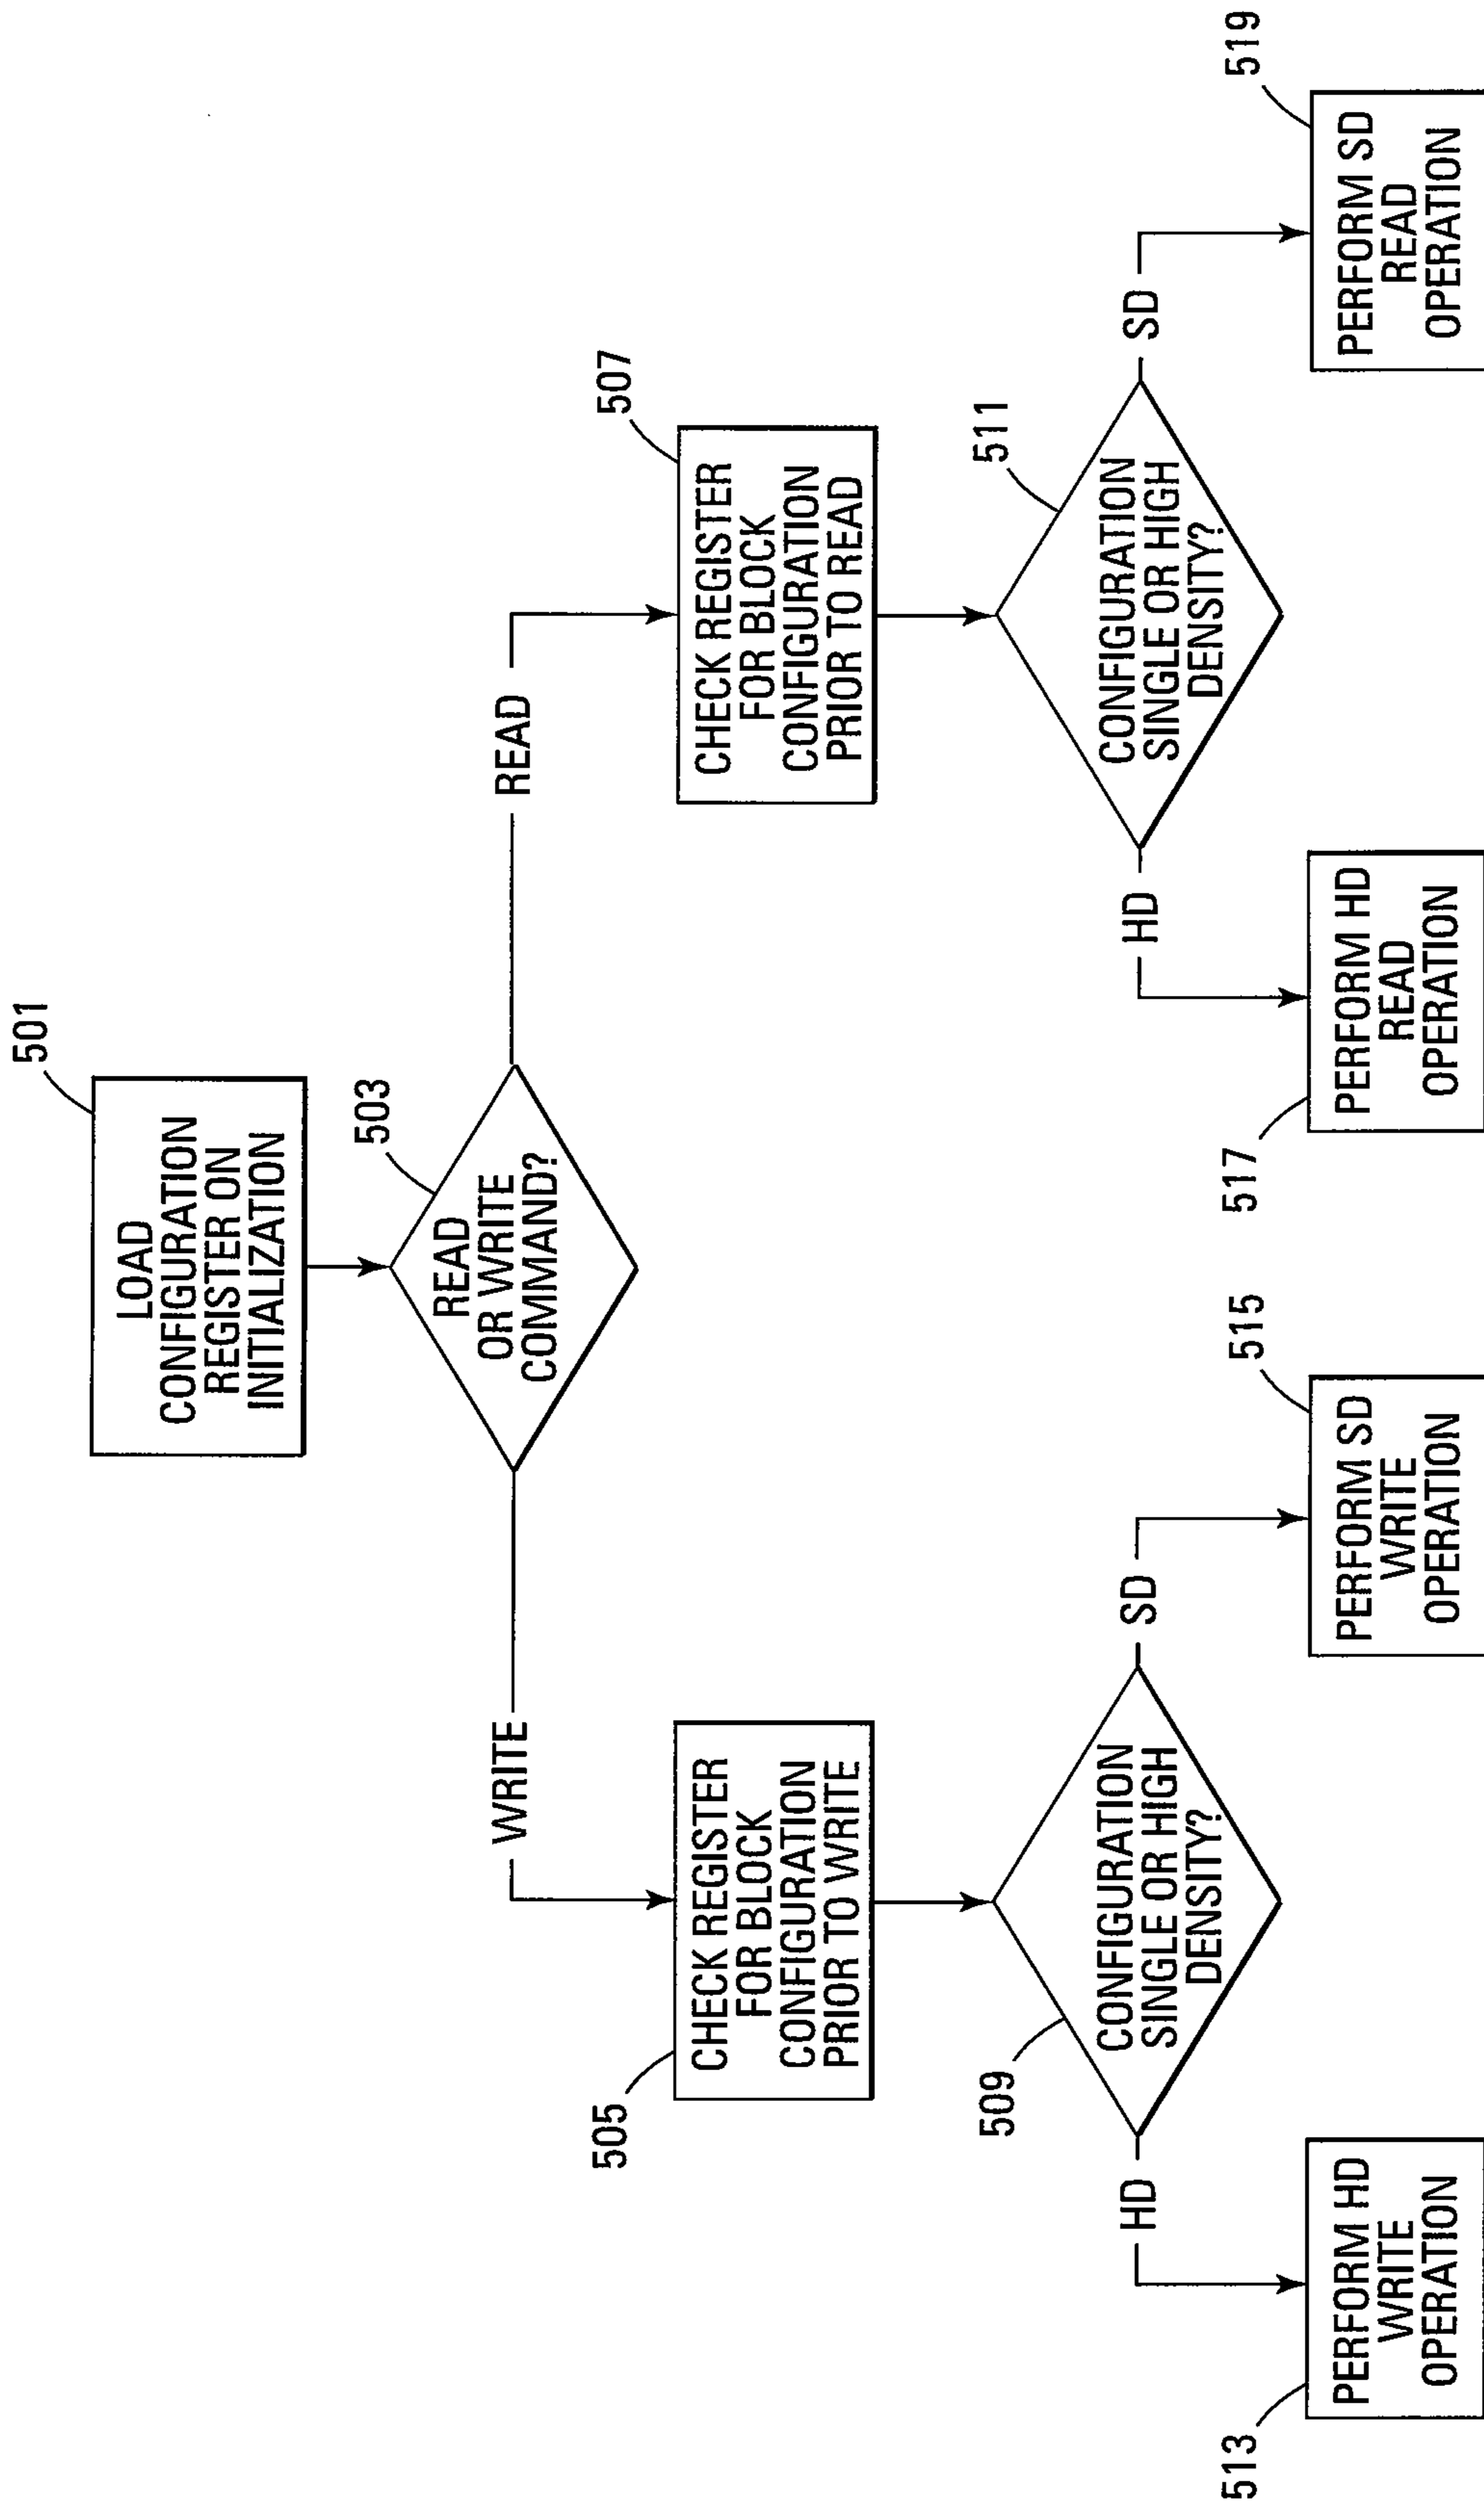 501
LOAD
CONFIGURATION
REGISTER ON
INITIALIZATION
503
READ
OR WRITE
COMMAND?
WRITE
READ
505
CHECK REGISTER
FOR BLOCK
CONFIGURATION
PRIOR TO WRITE
507
CHECK REGISTER
FOR BLOCK
CONFIGURATION
PRIOR TO READ
509
CONFIGURATION
SINGLE OR HIGH
DENSITY?
HD
SD
511
CONFIGURATION
SINGLE OR HIGH
DENSITY?
HD
SD
513
PERFORM HD
WRITE
OPERATION
515
PERFORM SD
WRITE
OPERATION
517
PERFORM HD
READ
OPERATION
519
PERFORM SD
READ
OPERATION